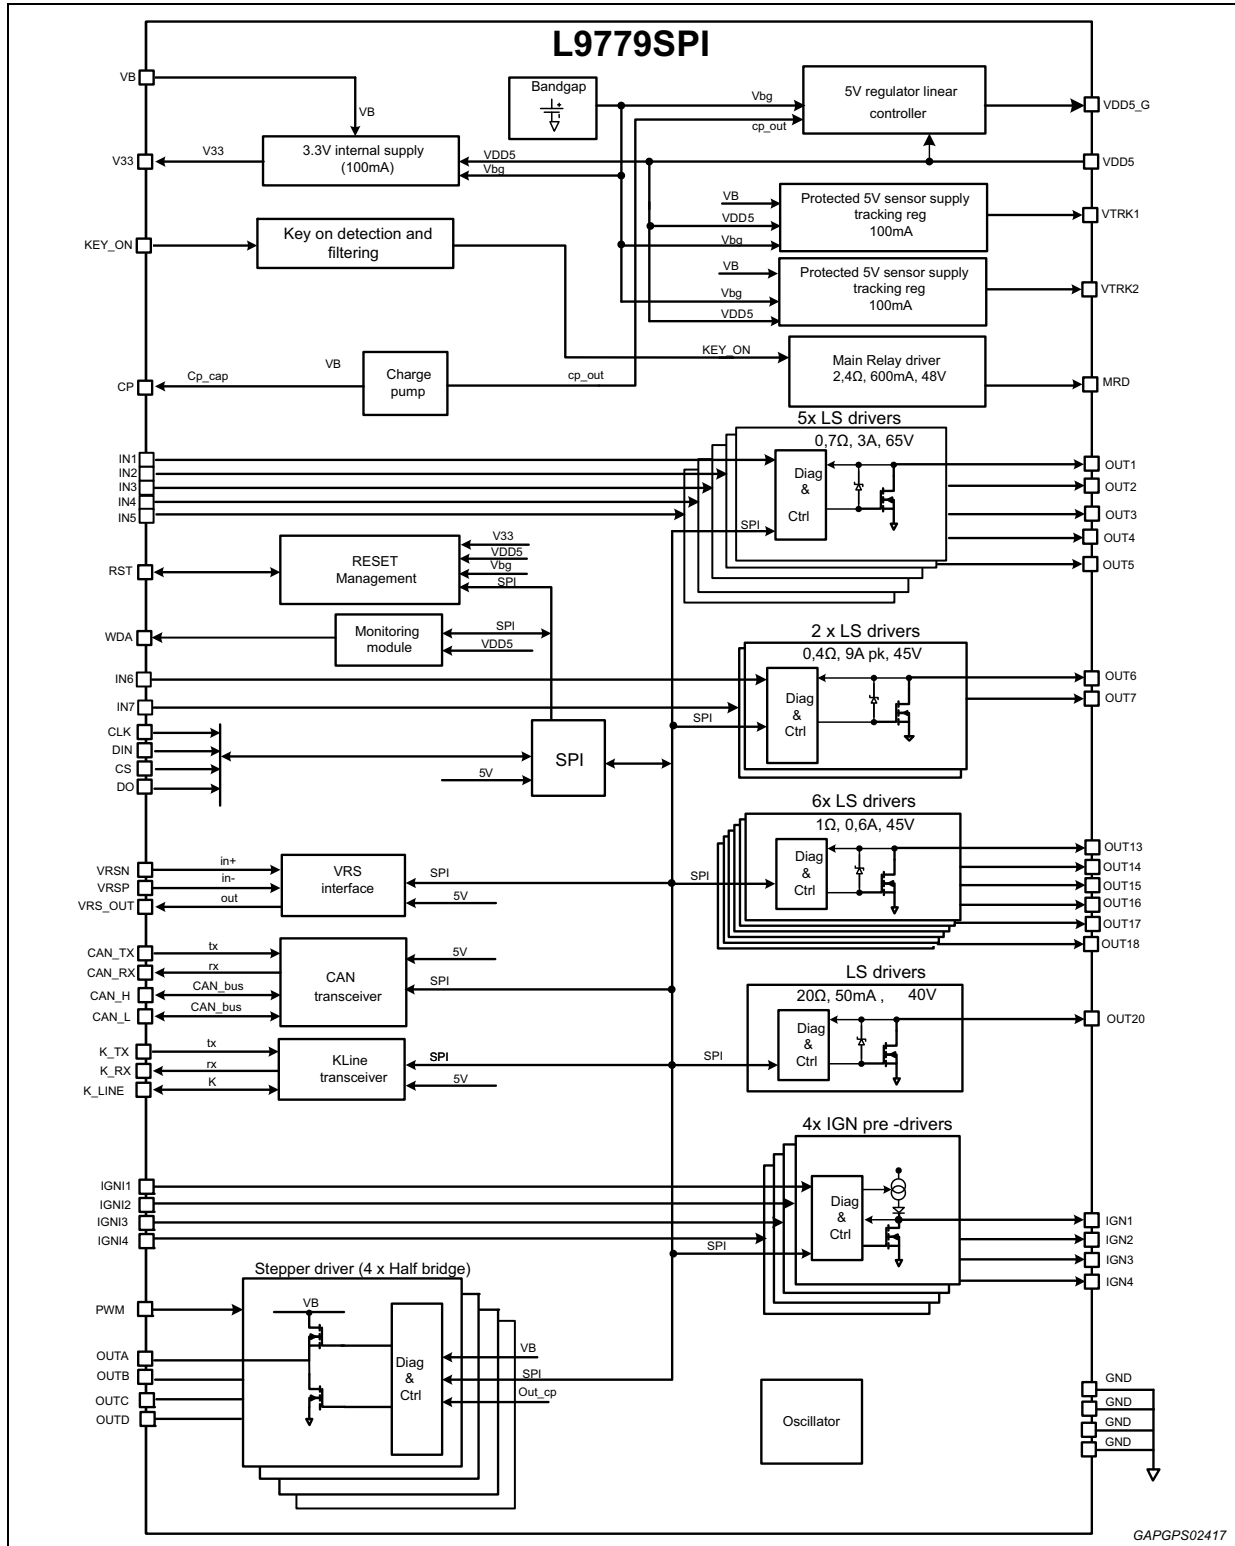 L9779SPI
VB
VB
Bandgap
Vbg
cp_out
5V regulator linear
controller
VDD5_G
V33
V33
3.3V internal supply
(100mA)
VDD5
Vbg
VDD5
VB
VDD5
Vbg
Protected 5V sensor supply
tracking reg
100mA
VTRK1
KEY_ON
Key on detection and
filtering
VB
Vbg
VDD5
Protected 5V sensor supply
tracking reg
100mA
VTRK2
KEY_ON
Main Relay driver
2,4Ω, 600mA, 48V
MRD
CP
Cp_cap
VB
Charge
pump
cp_out
5x LS drivers
0,7Ω, 3A, 65V
Diag
&
Ctrl
SPI
IN1
IN2
IN3
IN4
IN5
OUT1
OUT2
OUT3
OUT4
OUT5
RST
RESET
Management
V33
VDD5
Vbg
SPI
WDA
Monitoring
module
SPI
VDD5
2 x LS drivers
0,4Ω, 9A pk, 45V
Diag
&
Ctrl
SPI
IN6
IN7
OUT6
OUT7
CLK
DIN
CS
DO
SPI
5V
6x LS drivers
1Ω, 0,6A, 45V
Diag
&
Ctrl
SPI
OUT13
OUT14
OUT15
OUT16
OUT17
OUT18
VRSN
VRSP
VRS_OUT
in+
in-
out
VRS
interface
SPI
5V
CAN_TX
CAN_RX
CAN_H
CAN_L
tx
rx
CAN_bus
CAN_bus
CAN
transceiver
5V
SPI
LS drivers
20Ω, 50mA , 40V
Diag
&
Ctrl
SPI
OUT20
K_TX
K_RX
K_LINE
tx
rx
K
KLine
transceiver
SPI
5V
4x IGN pre -drivers
Diag
&
Ctrl
SPI
IGNI1
IGNI2
IGNI3
IGNI4
IGN1
IGN2
IGN3
IGN4
Stepper driver (4 x Half bridge)
PWM
OUTA
OUTB
OUTC
OUTD
VB
Diag
&
Ctrl
VB
SPI
Out_cp
Oscillator
GND
GND
GND
GND
GAPGPS02417